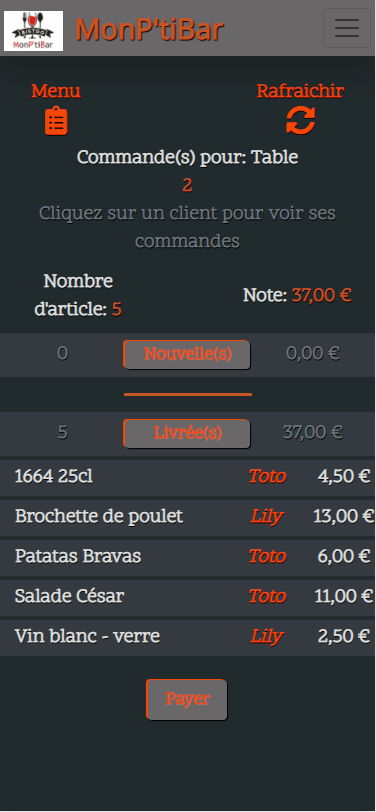 BISTRO
MonP'tiBar
MonP'tiBar
Menu
Rafraichir
Commande(s) pour: Table
2
Cliquez sur un client pour voir ses
commandes
Nombre
d'article: 5
Note: 37,00 €
0 Nouvelle(s) 0,00 €
5 Livrée(s) 37,00 €
1664 25cl Toto 4,50 €
Brochette de poulet Lily 13,00 €
Patatas Bravas Toto 6,00 €
Salade César Toto 11,00 €
Vin blanc - verre Lily 2,50 €
Payer